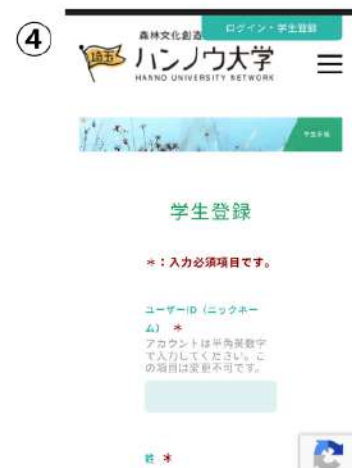 ④
ログイン・学生登録
森林文化創造
埼玉
ハンノウ大学
HANNO UNIVERSITY NETWORK
学生登録
＊：入力必須項目です。
ユーザーID（ニックネー
ム） ＊
アカウントは半角英数字
で入力してください。こ
の項目は変更不可です。
姓 ＊